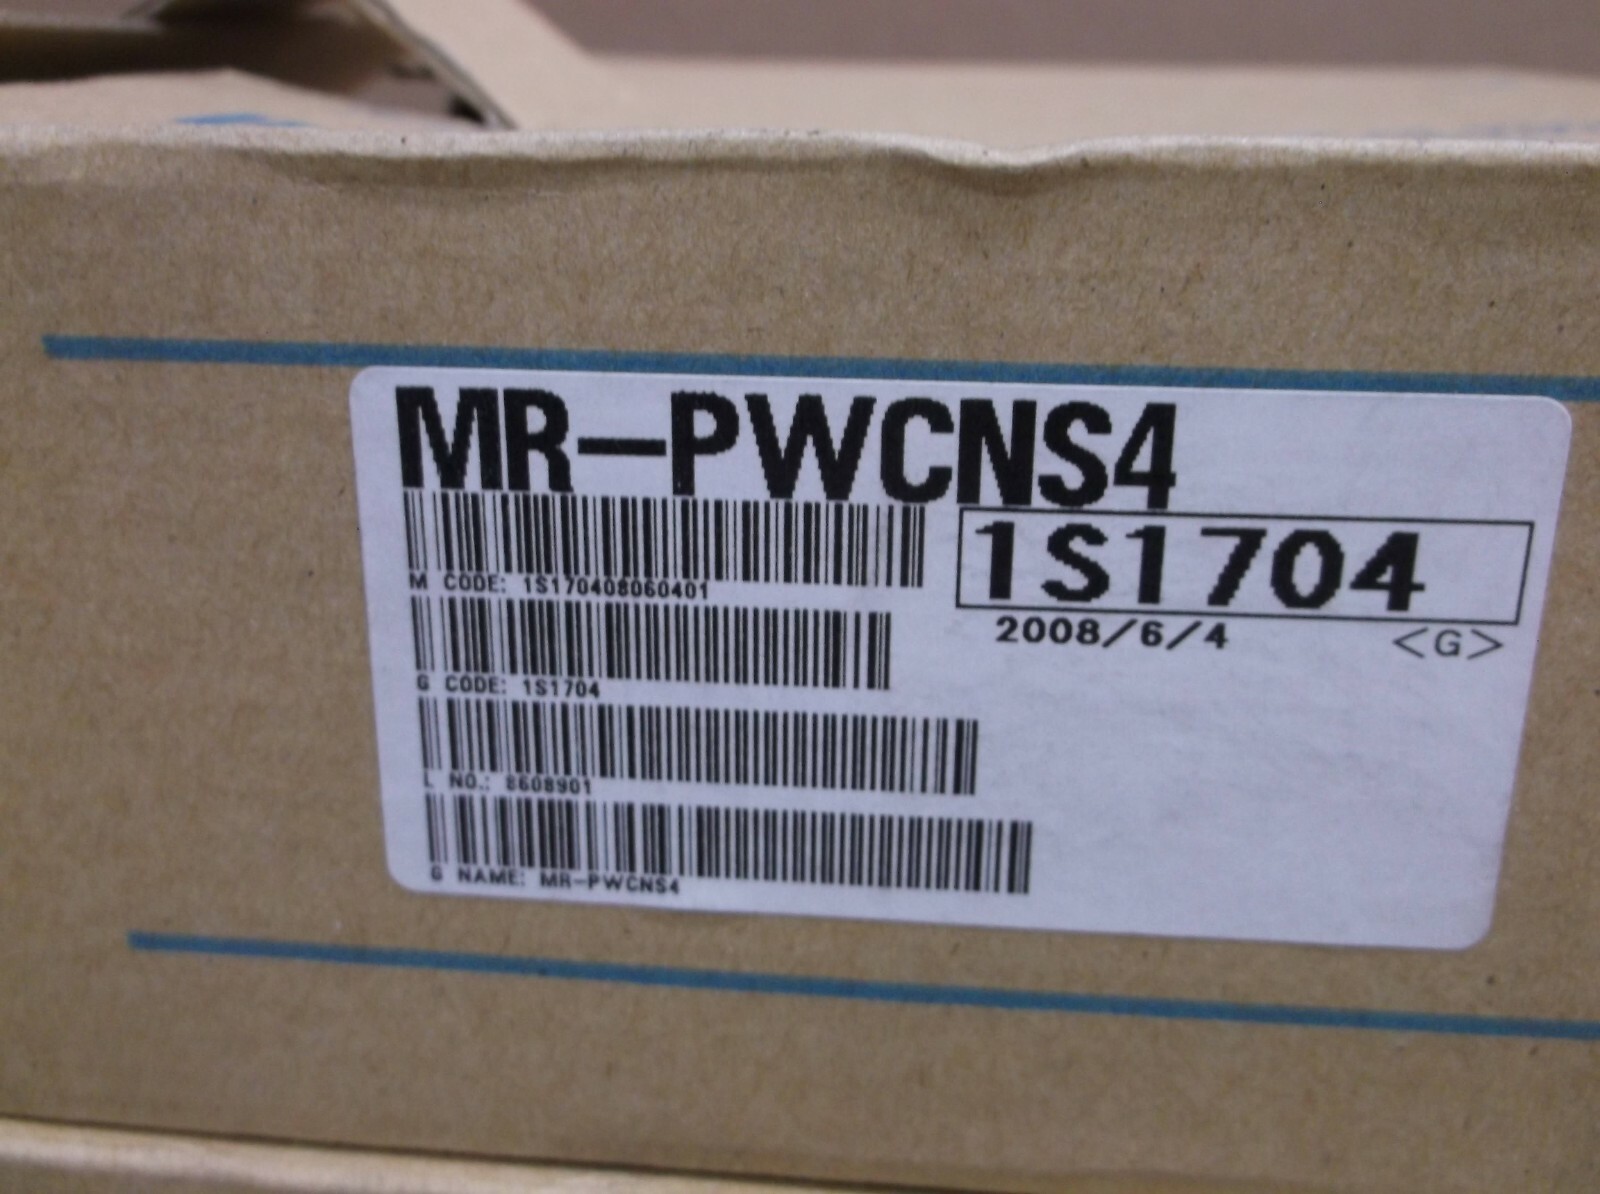 MR-PWCNS4
1S1704
M CODE: 1S170408060401
2008/6/4 <G>
G CODE: 1S1704
L NO.: 8608901
G NAME: MR-PWCNS4